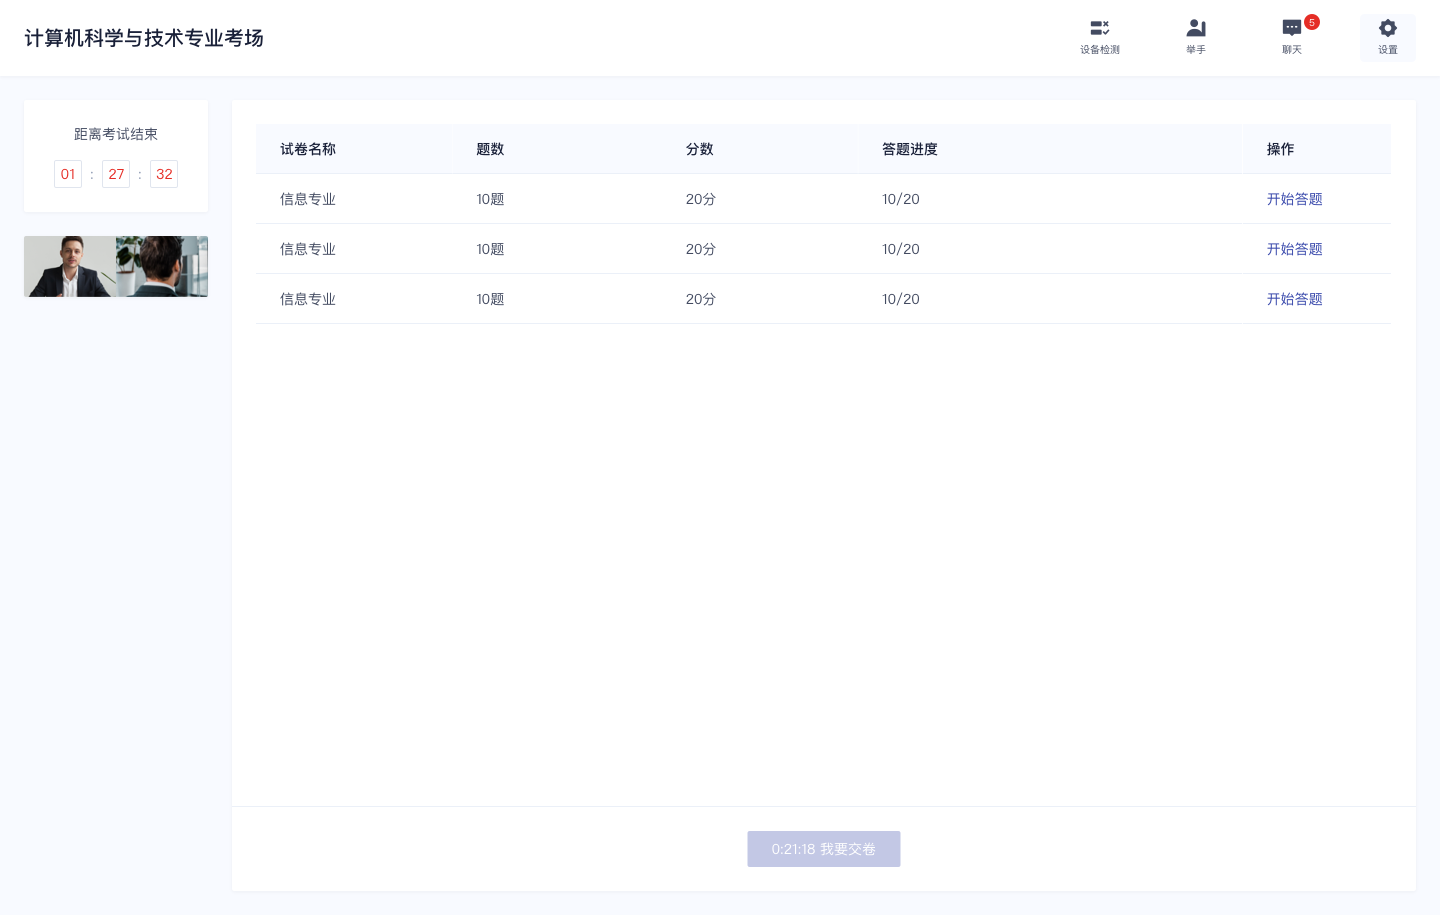 计算机科学与技术专业考场
设备检测
举手
聊天
5
设置
距离考试结束
01 : 27 : 32
试卷名称 题数 分数 答题进度 操作
信息专业 10题 20分 10/20 开始答题
信息专业 10题 20分 10/20 开始答题
信息专业 10题 20分 10/20 开始答题
0:21:18 我要交卷